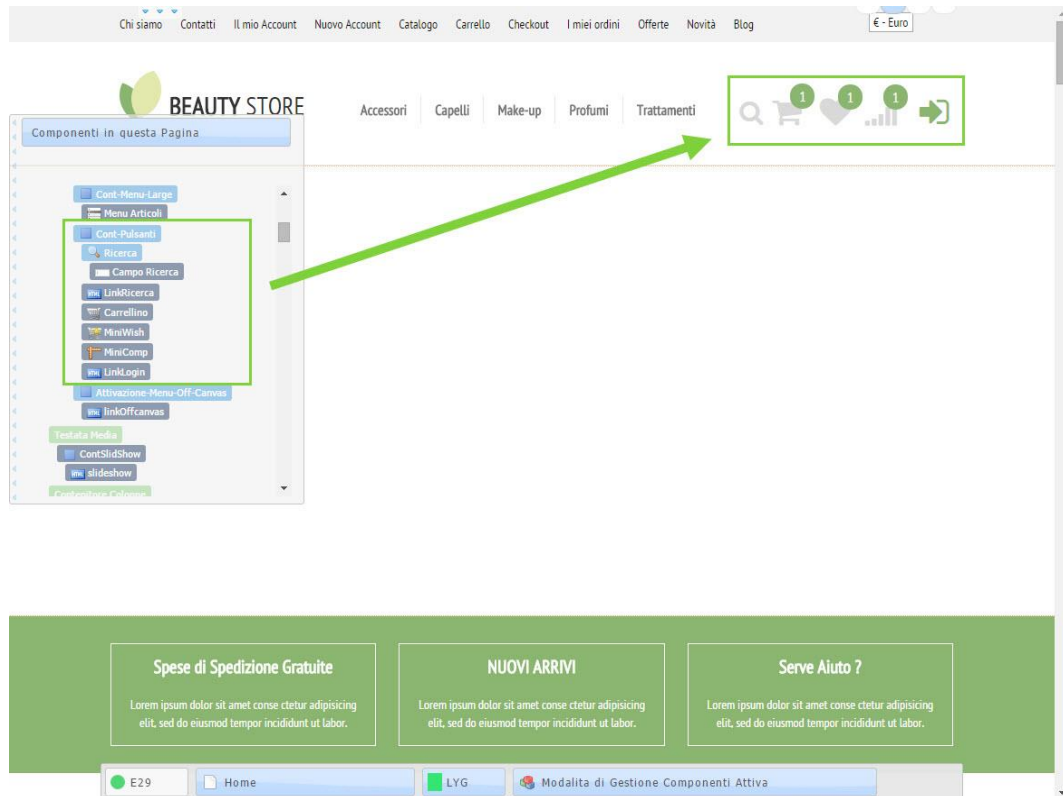 Chi siamo Contatti Il mio Account Nuovo Account Catalogo Carrello Checkout I miei ordini Offerte Novità Blog € - Euro
BEAUTY STORE Accessori Capelli Make-up Profumi Trattamenti 1 1 1
Componenti in questa Pagina
Cont-Menu-Large
Menu Articoli
Cont-Pulsanti
Ricerca
Campo Ricerca
LinkRicerca
Carrellino
MiniWish
MiniComp
LinkLogin
Attivazione-Menu-Off-Canvas
linkOffcanvas
Testata Media
ContSlidShow
slideshow
Contenitore Colonne
Spese di Spedizione Gratuite
Lorem ipsum dolor sit amet conse ctetur adipisicing
elit, sed do eiusmod tempor incididunt ut labor.
NUOVI ARRIVI
Lorem ipsum dolor sit amet conse ctetur adipisicing
elit, sed do eiusmod tempor incididunt ut labor.
Serve Aiuto ?
Lorem ipsum dolor sit amet conse ctetur adipisicing
elit, sed do eiusmod tempor incididunt ut labor.
E29 Home LYG Modalita di Gestione Componenti Attiva